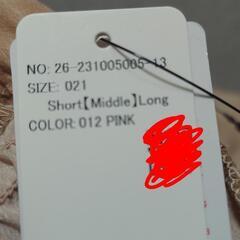 NO: 26-231005005-13
SIZE: 021
Short【Middle】Long
COLOR: 012 PINK